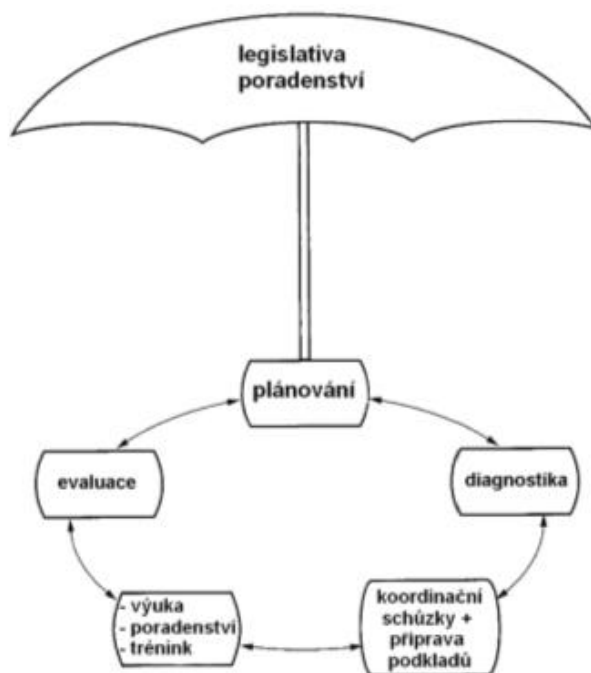 legislativa
poradenství
plánování
evaluace
diagnostika
- výuka
- poradenství
- trénink
koordinační
schůzky +
příprava
podkladů